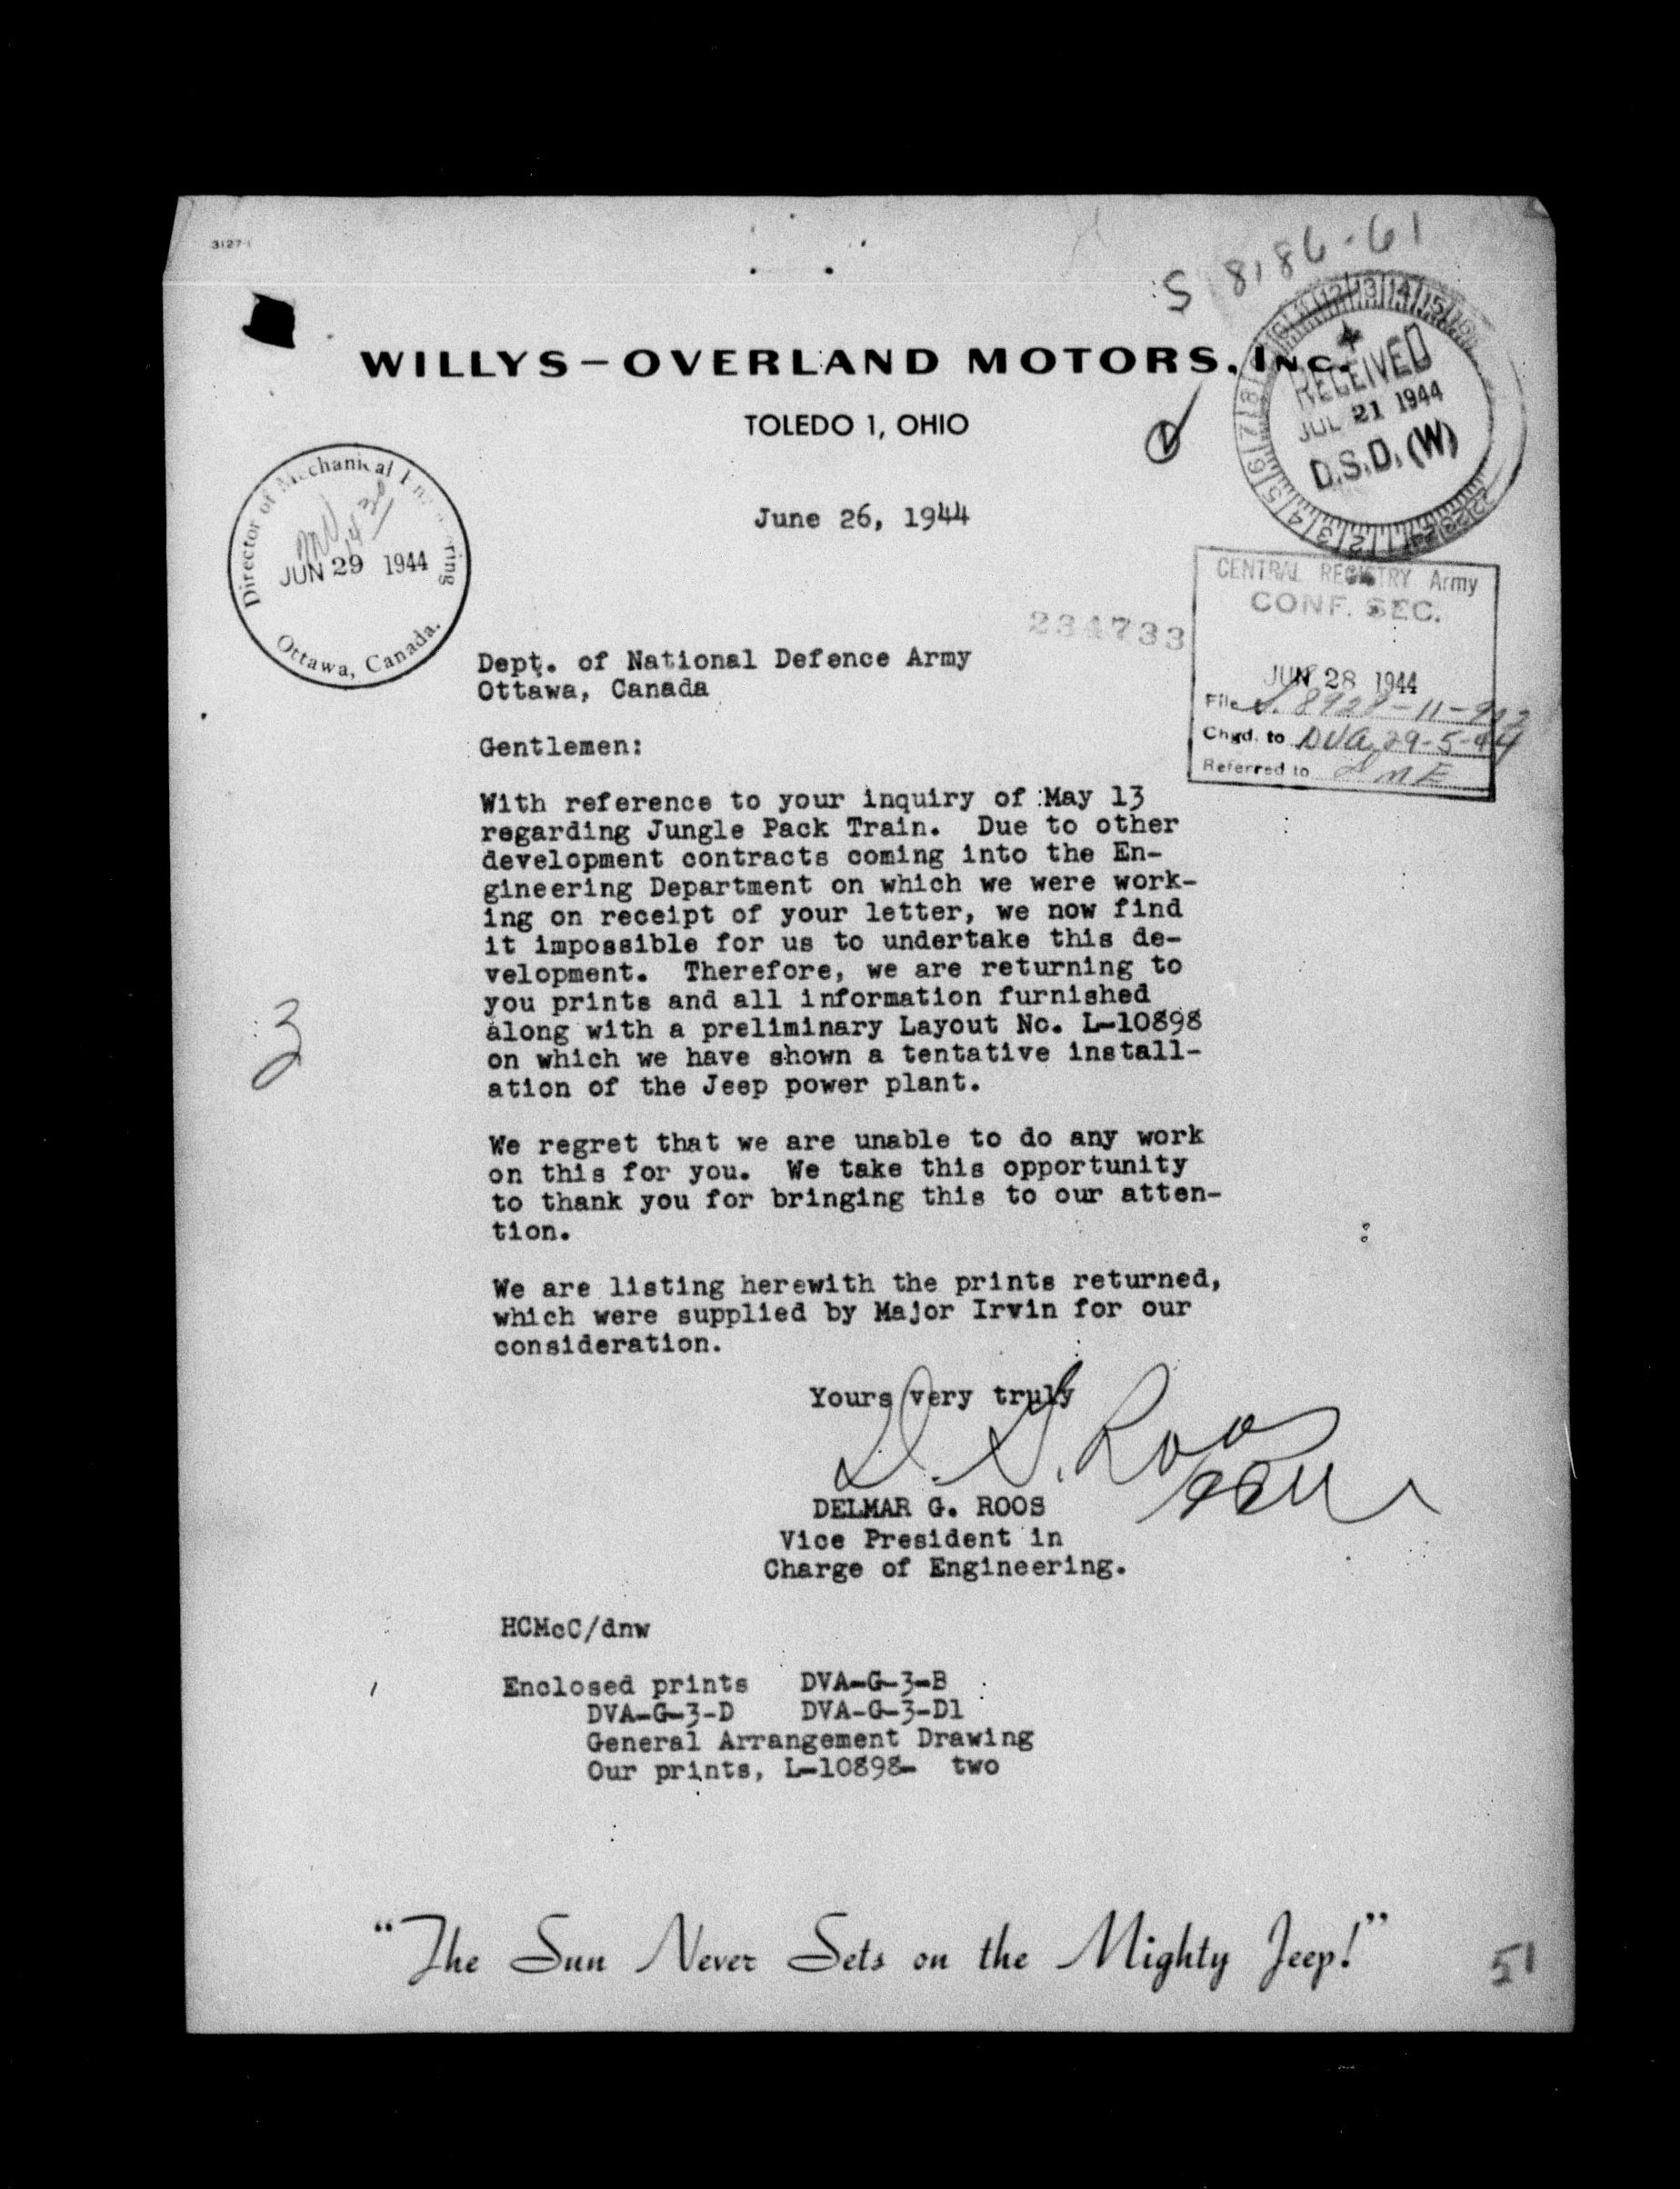 3127-1
S 8186-61
WILLYS-OVERLAND MOTORS, INC.
TOLEDO 1, OHIO
RECEIVED
JUL 21 1944
D.S.D. (W)
Director of Mechanical Engineering
JUN 29 1944
Ottawa, Canada.
June 26, 1944
234733
CENTRAL REGISTRY Army
CONF. SEC.
JUN 28 1944
File
Chgd. to DVA 29-5-44
Referred to DME
Dept. of National Defence Army
Ottawa, Canada
Gentlemen:
With reference to your inquiry of May 13
regarding Jungle Pack Train. Due to other
development contracts coming into the En-
gineering Department on which we were work-
ing on receipt of your letter, we now find
it impossible for us to undertake this de-
velopment. Therefore, we are returning to
you prints and all information furnished
along with a preliminary Layout No. L-10898
on which we have shown a tentative install-
ation of the Jeep power plant.
3
We regret that we are unable to do any work
on this for you. We take this opportunity
to thank you for bringing this to our atten-
tion.
We are listing herewith the prints returned,
which were supplied by Major Irvin for our
consideration.
Yours very truly
D. G. Roos
DELMAR G. ROOS
Vice President in
Charge of Engineering.
HCMcC/dnw
Enclosed prints DVA-G-3-B
DVA-G-3-D DVA-G-3-D1
General Arrangement Drawing
Our prints, L-10898- two
"The Sun Never Sets on the Mighty Jeep!"
51